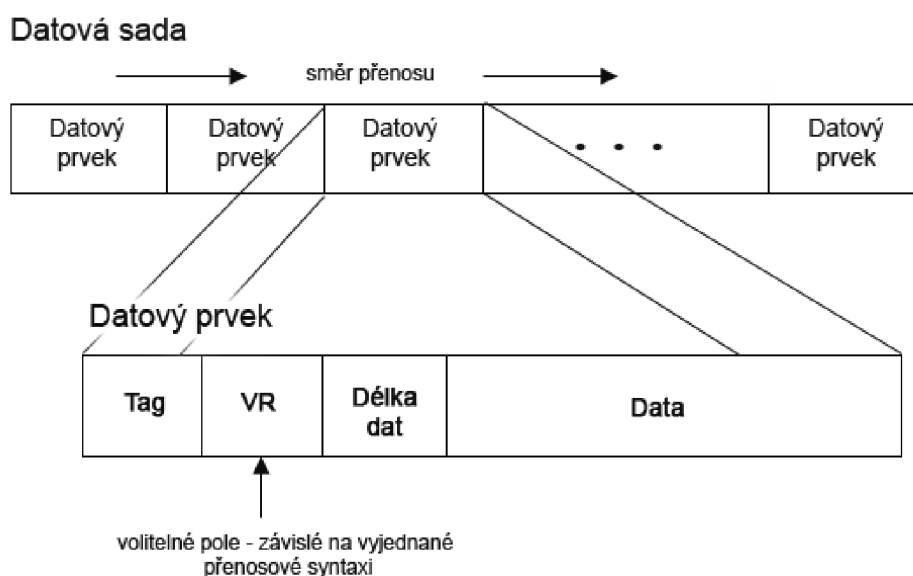 Datová sada
směr přenosu
Datový prvek
Datový prvek
Datový prvek
• • •
Datový prvek
Datový prvek
Tag
VR
Délka dat
Data
volitelné pole - závislé na vyjednané
přenosové syntaxi